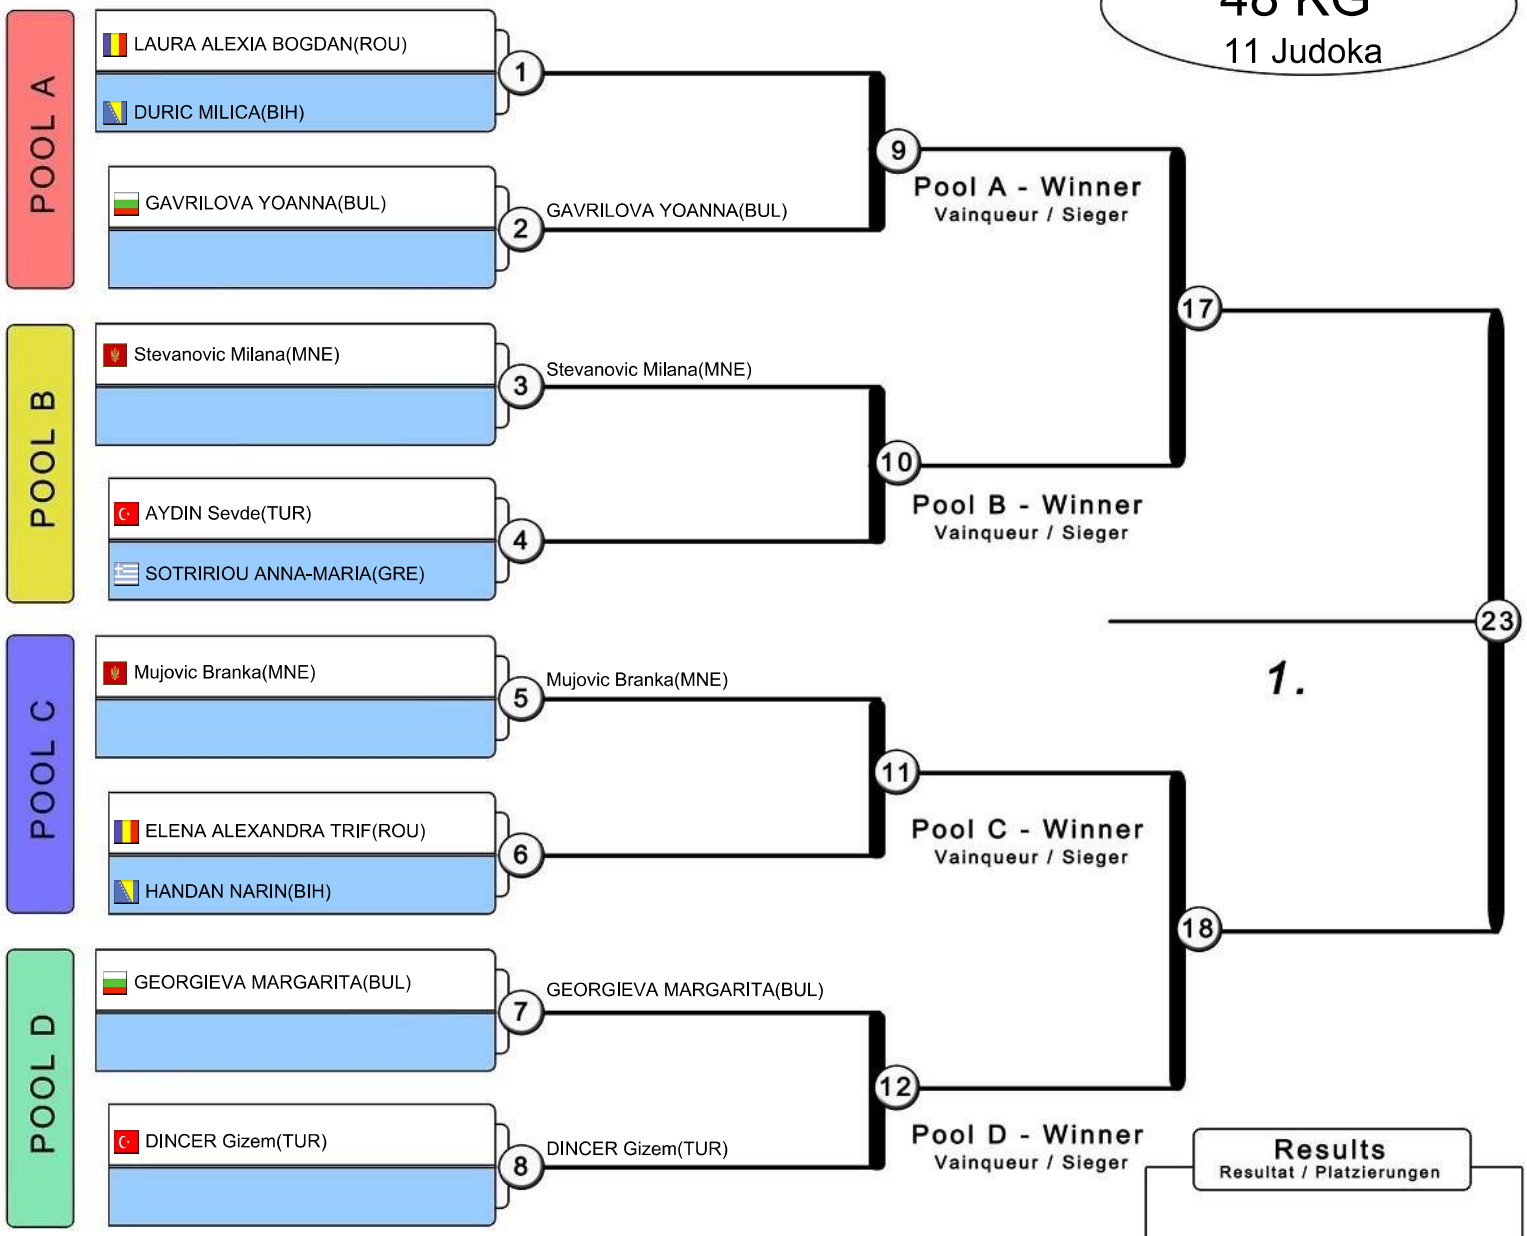 48 KG
11 Judoka
POOL A
LAURA ALEXIA BOGDAN(ROU)
DURIC MILICA(BIH)
1
GAVRILOVA YOANNA(BUL)
2
GAVRILOVA YOANNA(BUL)
9
Pool A - Winner
Vainqueur / Sieger
POOL B
Stevanovic Milana(MNE)
3
Stevanovic Milana(MNE)
AYDIN Sevde(TUR)
SOTRIRIOU ANNA-MARIA(GRE)
4
10
Pool B - Winner
Vainqueur / Sieger
17
23
1.
POOL C
Mujovic Branka(MNE)
5
Mujovic Branka(MNE)
ELENA ALEXANDRA TRIF(ROU)
HANDAN NARIN(BIH)
6
11
Pool C - Winner
Vainqueur / Sieger
18
POOL D
GEORGIEVA MARGARITA(BUL)
7
GEORGIEVA MARGARITA(BUL)
DINCER Gizem(TUR)
8
DINCER Gizem(TUR)
12
Pool D - Winner
Vainqueur / Sieger
Results
Resultat / Platzierungen